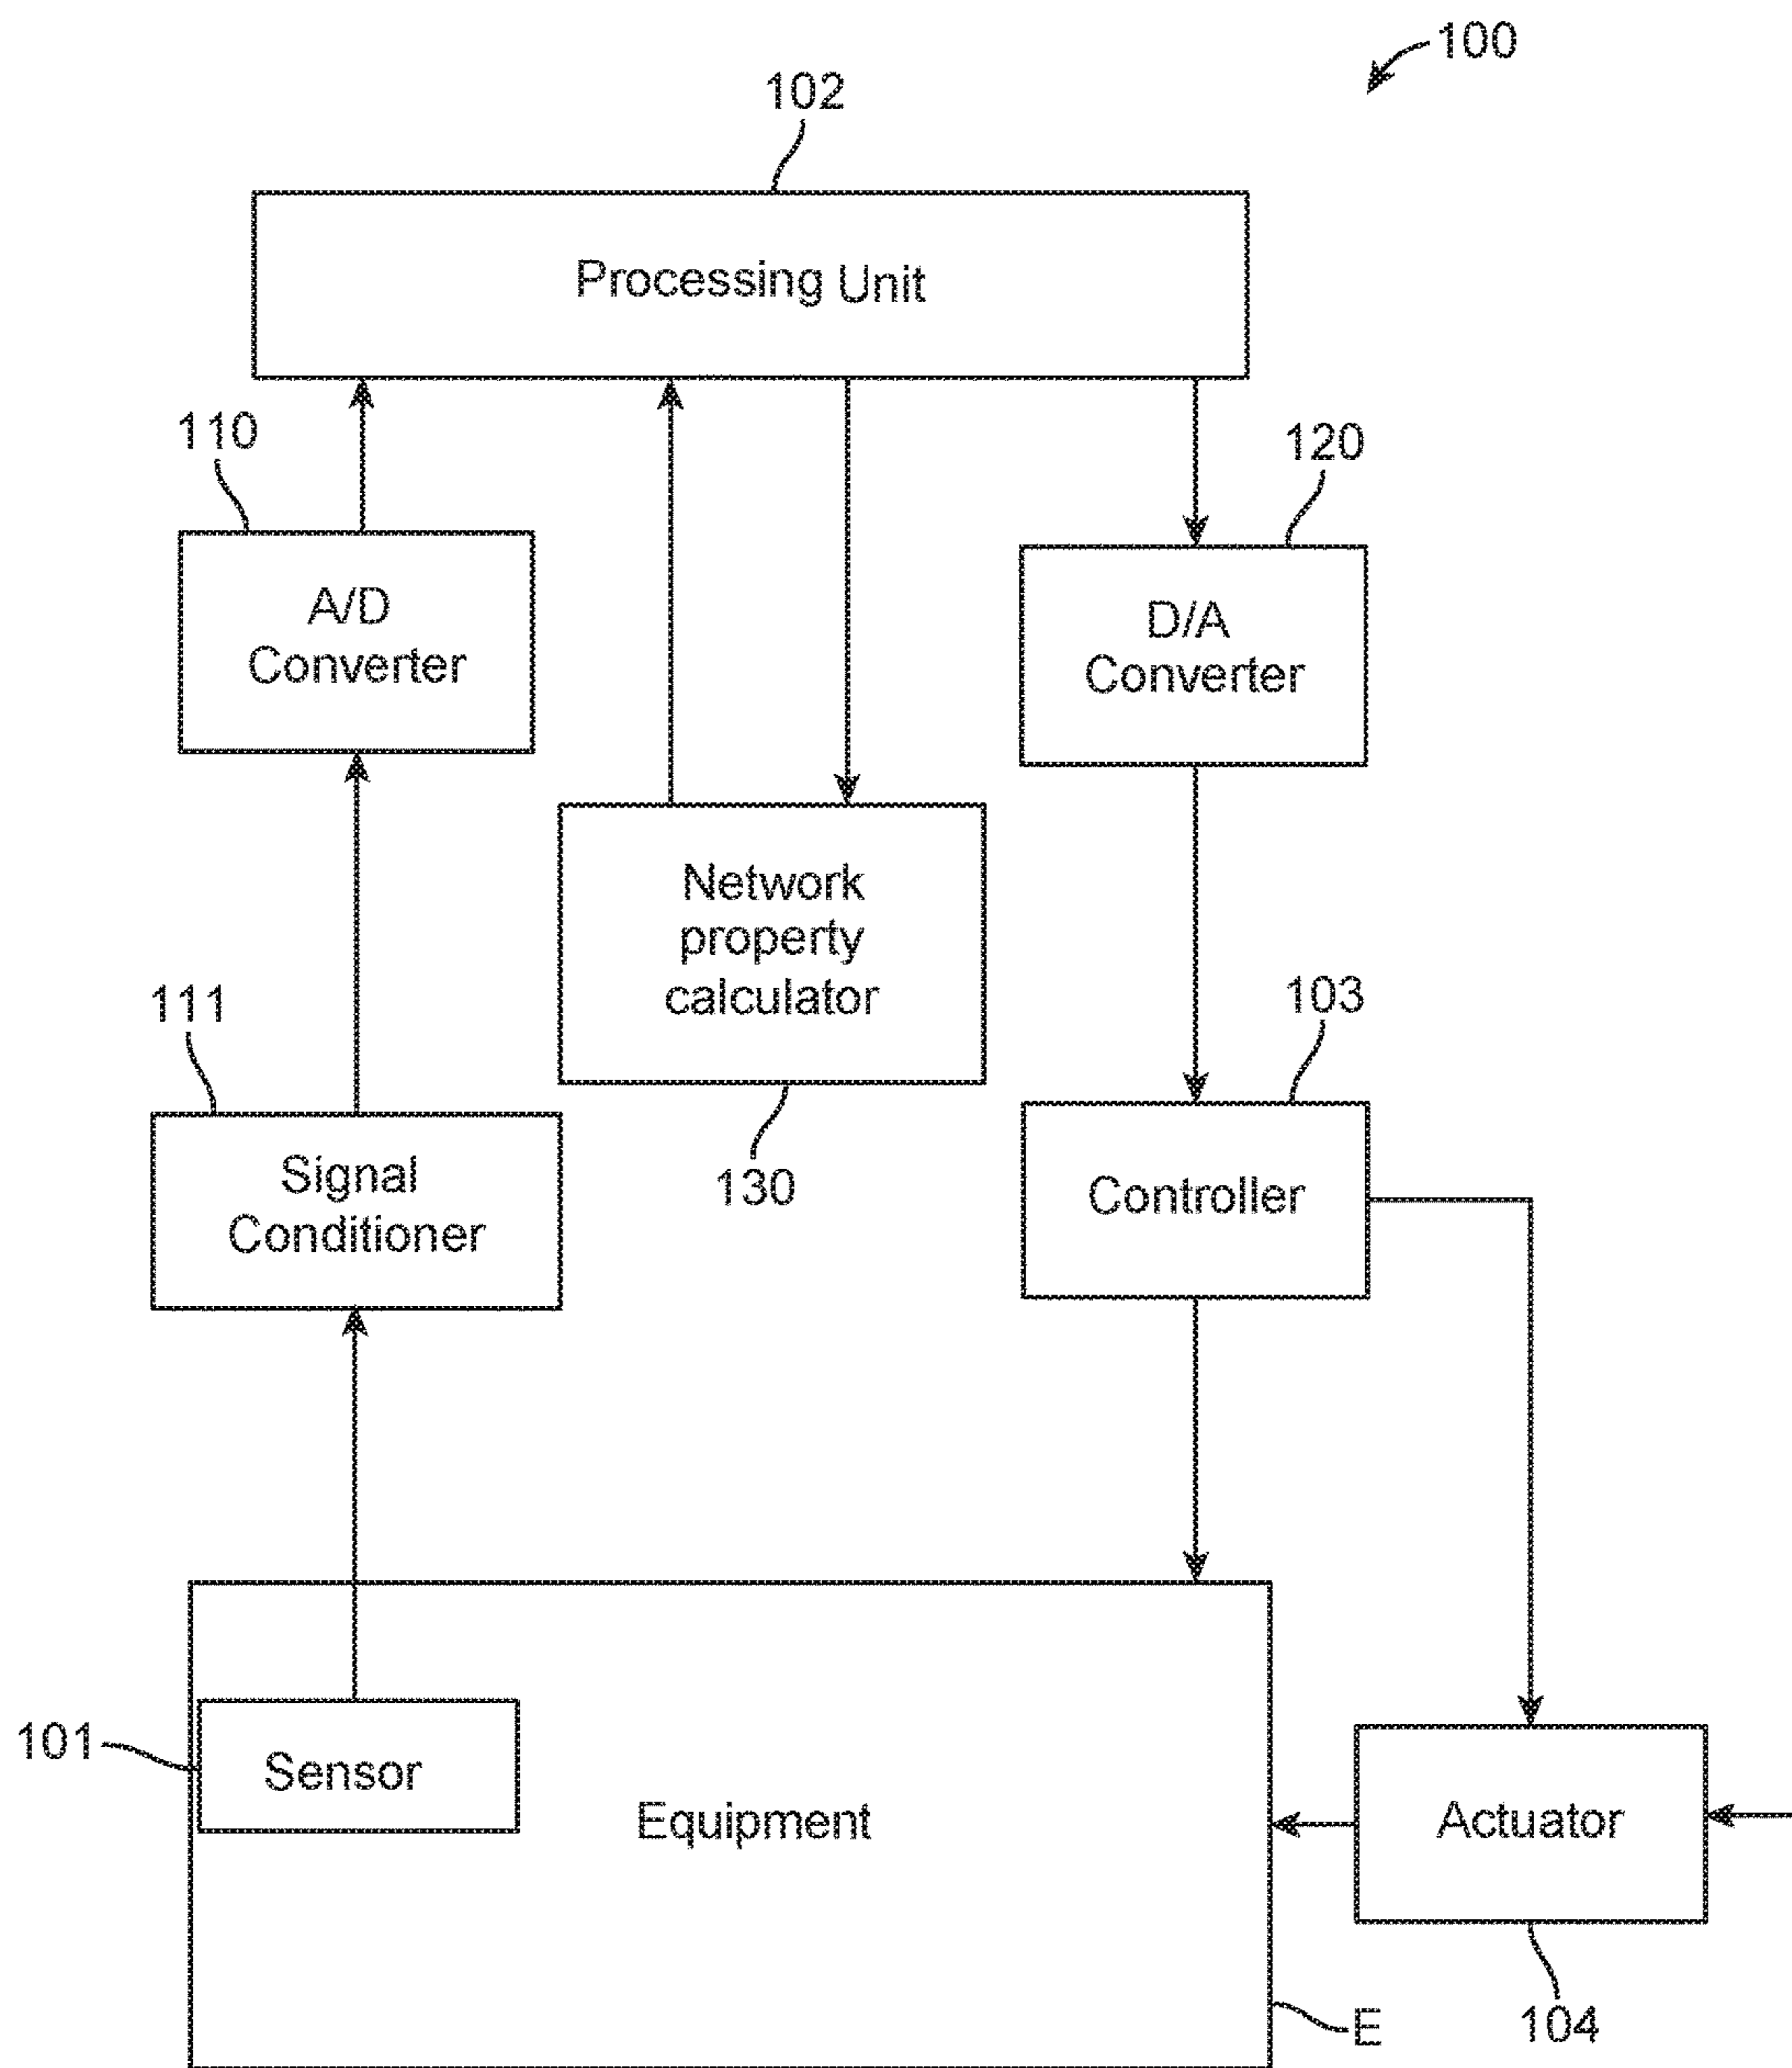 100
102
Processing Unit
110
120
A/D
Converter
D/A
Converter
Network
property
calculator
111
103
130
Signal
Conditioner
Controller
101
Sensor
Equipment
Actuator
104
E